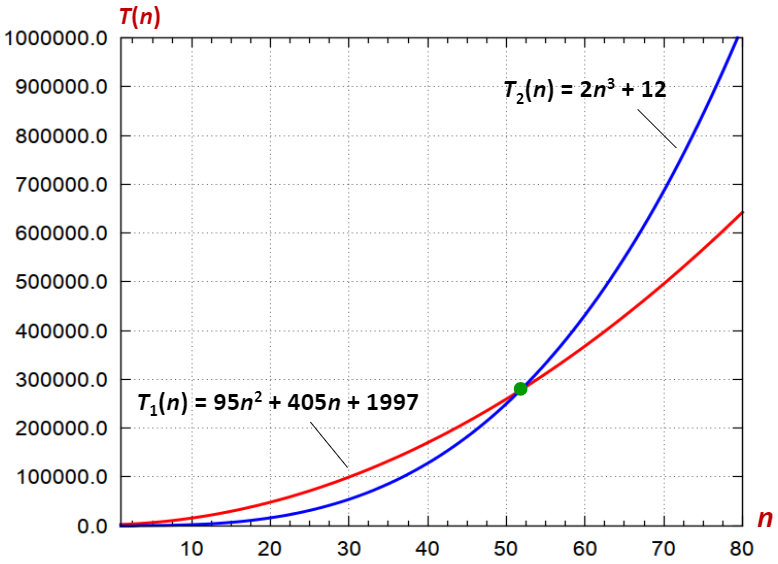 T(n)
1000000.0
900000.0
T₂(n) = 2n³ + 12
800000.0
700000.0
600000.0
500000.0
400000.0
300000.0
T₁(n) = 95n² + 405n + 1997
200000.0
100000.0
0.0
n
10 20 30 40 50 60 70 80